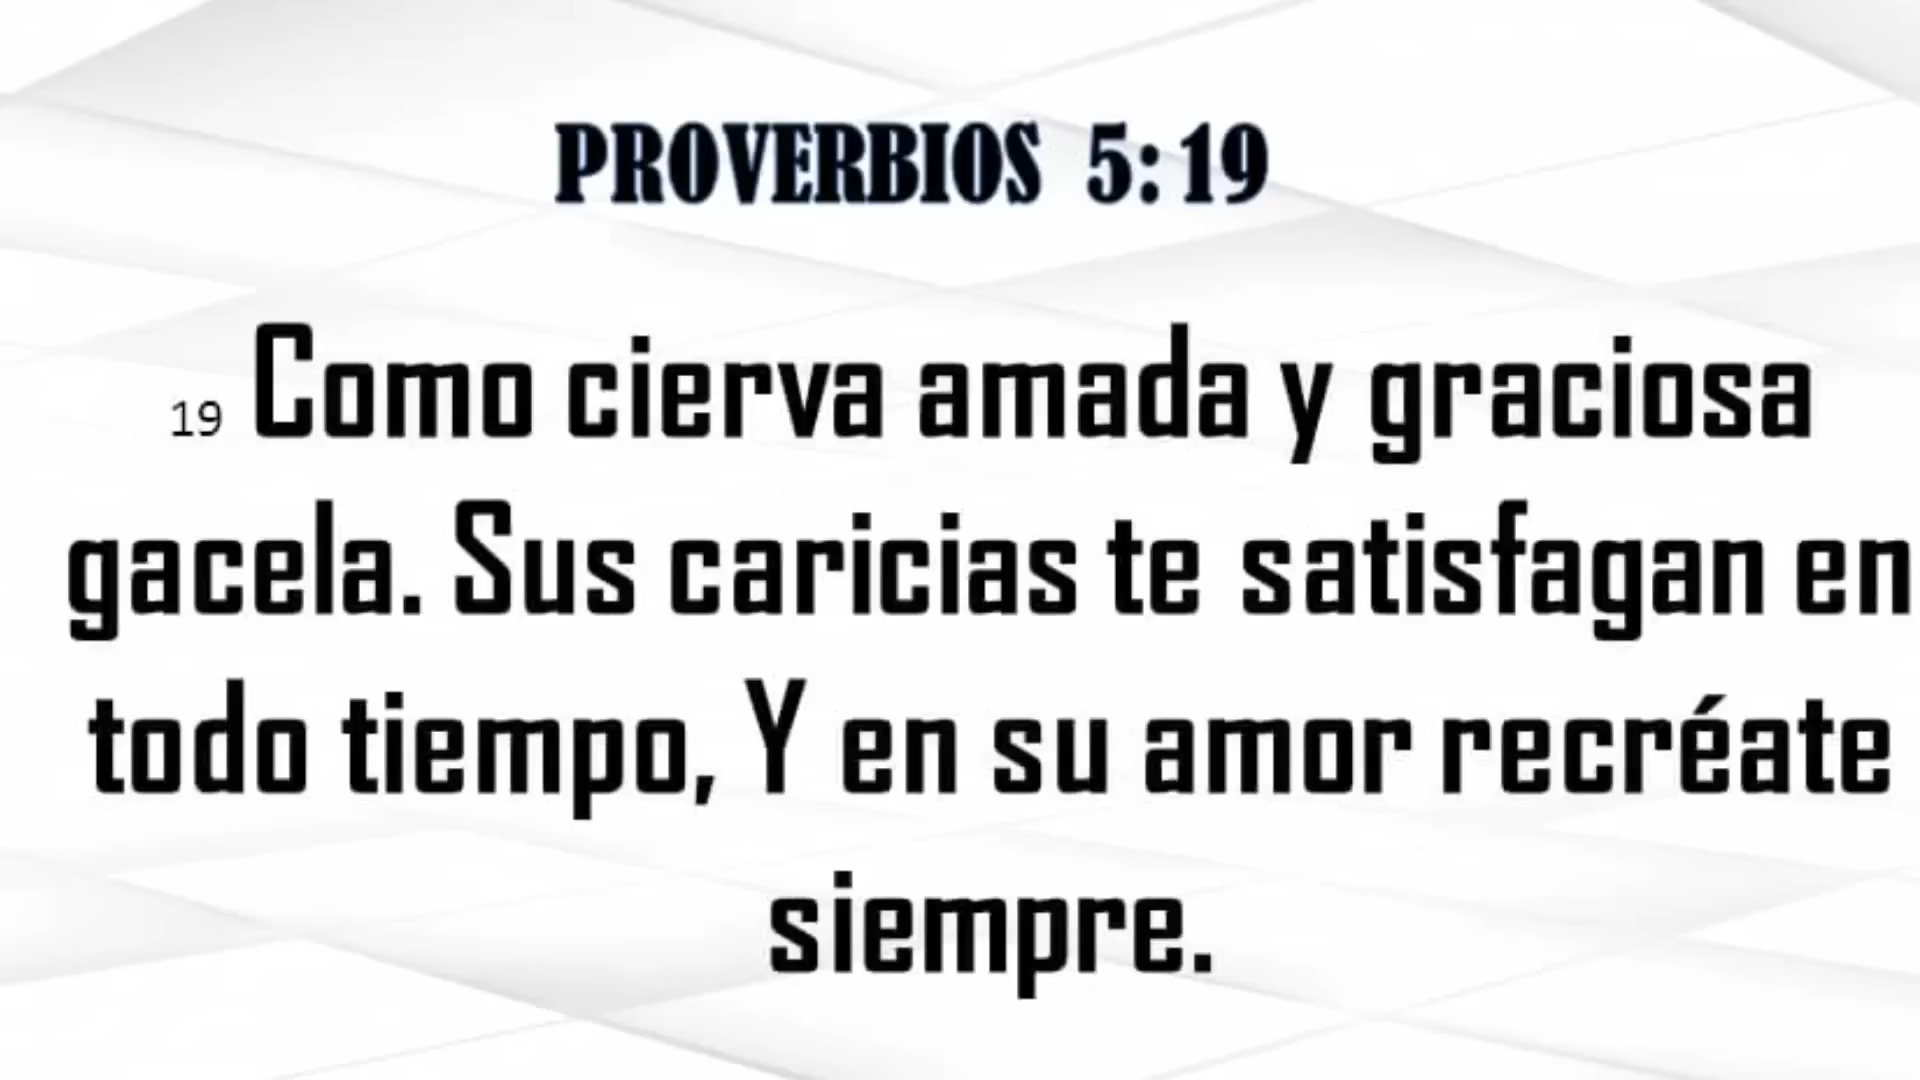 PROVERBIOS 5:19
19 Como cierva amada y graciosa
gacela. Sus caricias te satisfagan en
todo tiempo, Y en su amor recréate
siempre.